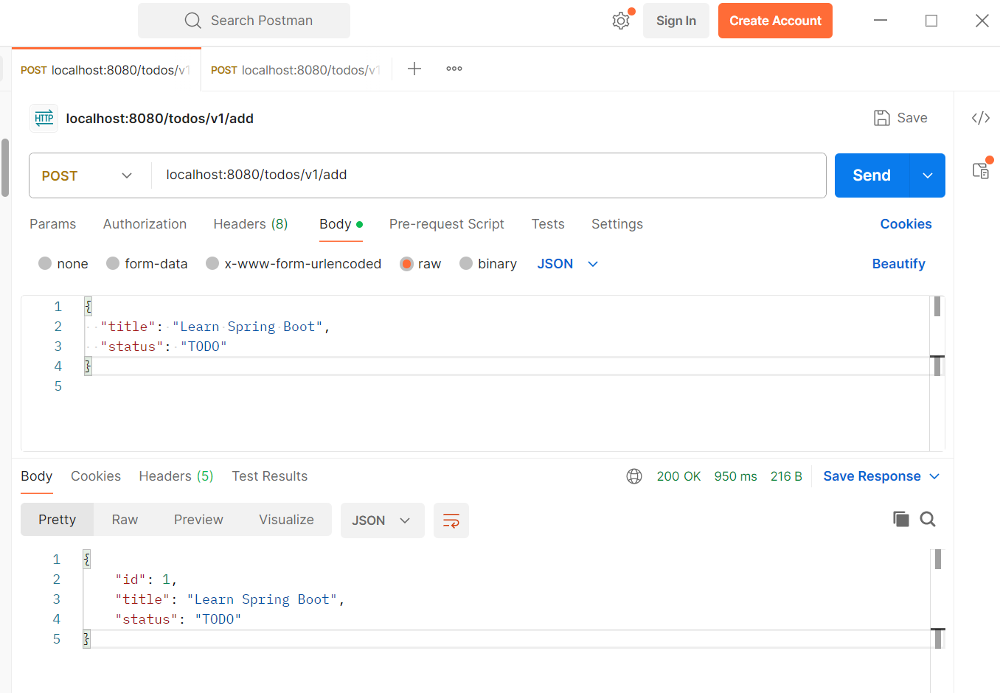 Search Postman
Sign In
Create Account
POST localhost:8080/todos/v1
POST localhost:8080/todos/v1
HTTP
localhost:8080/todos/v1/add
Save
POST
localhost:8080/todos/v1/add
Send
Params Authorization Headers (8) Body Pre-request Script Tests Settings Cookies
none form-data x-www-form-urlencoded raw binary JSON Beautify
1 {
2 "title": "Learn Spring Boot",
3 "status": "TODO"
4 }
5
Body Cookies Headers (5) Test Results 200 OK 950 ms 216 B Save Response
Pretty Raw Preview Visualize JSON
1 {
2 "id": 1,
3 "title": "Learn Spring Boot",
4 "status": "TODO"
5 }